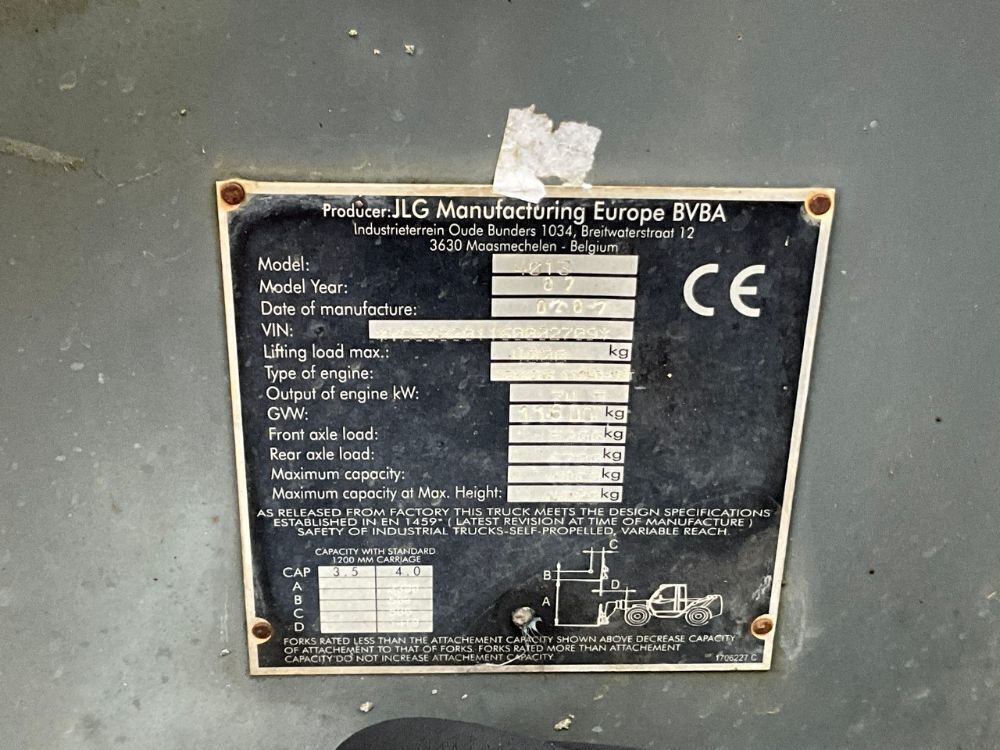 Producer: JLG Manufacturing Europe BVBA
Industrieterrein Oude Bunders 1034, Breitwaterstraat 12
3630 Maasmechelen - Belgium
Model: 4013
Model Year: 07
Date of manufacture: 0707
VIN:
Lifting load max.: kg
Type of engine:
Output of engine kW:
GVW: 11600 kg
Front axle load: kg
Rear axle load: kg
Maximum capacity: kg
Maximum capacity at Max. Height: kg
CE
AS RELEASED FROM FACTORY THIS TRUCK MEETS THE DESIGN SPECIFICATIONS
ESTABLISHED IN EN 1459" ( LATEST REVISION AT TIME OF MANUFACTURE )
SAFETY OF INDUSTRIAL TRUCKS-SELF-PROPELLED, VARIABLE REACH.
CAPACITY WITH STANDARD
1200 MM CARRIAGE
CAP 3.5 4.0
A
B
C
D
C
B
D
A
FORKS RATED LESS THAN THE ATTACHEMENT CAPACITY SHOWN ABOVE DECREASE CAPACITY
OF ATTACHEMENT TO THAT OF FORKS. FORKS RATED MORE THAN ATTACHEMENT
CAPACITY DO NOT INCREASE ATTACHEMENT CAPACITY.
1706227 C